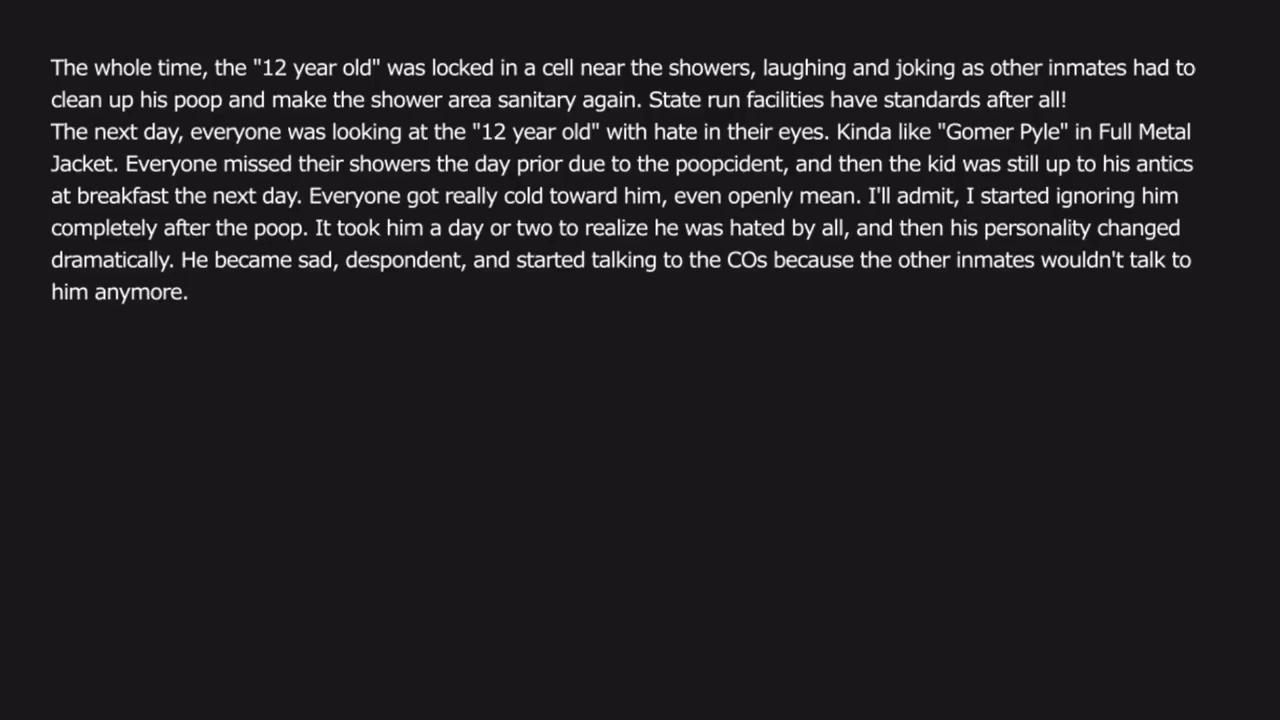 The whole time, the "12 year old" was locked in a cell near the showers, laughing and joking as other inmates had to
clean up his poop and make the shower area sanitary again. State run facilities have standards after all!
The next day, everyone was looking at the "12 year old" with hate in their eyes. Kinda like "Gomer Pyle" in Full Metal
Jacket. Everyone missed their showers the day prior due to the poopcident, and then the kid was still up to his antics
at breakfast the next day. Everyone got really cold toward him, even openly mean. I'll admit, I started ignoring him
completely after the poop. It took him a day or two to realize he was hated by all, and then his personality changed
dramatically. He became sad, despondent, and started talking to the COs because the other inmates wouldn't talk to
him anymore.